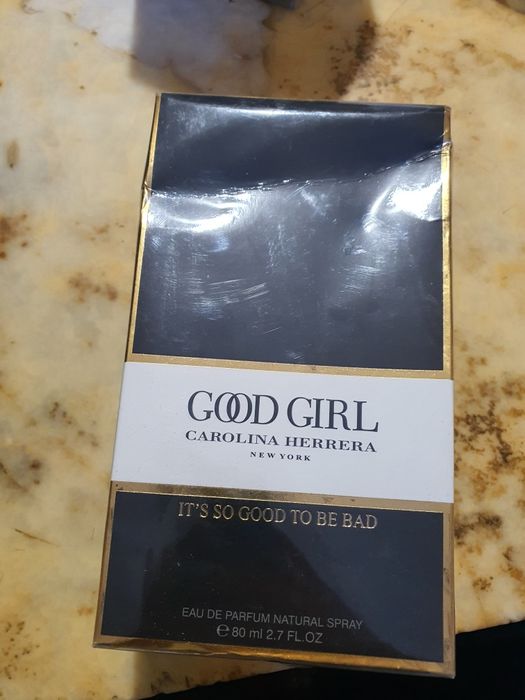 GOOD GIRL
CAROLINA HERRERA
NEW YORK
IT'S SO GOOD TO BE BAD
EAU DE PARFUM NATURAL SPRAY
℮ 80 ml 2.7 FL.OZ